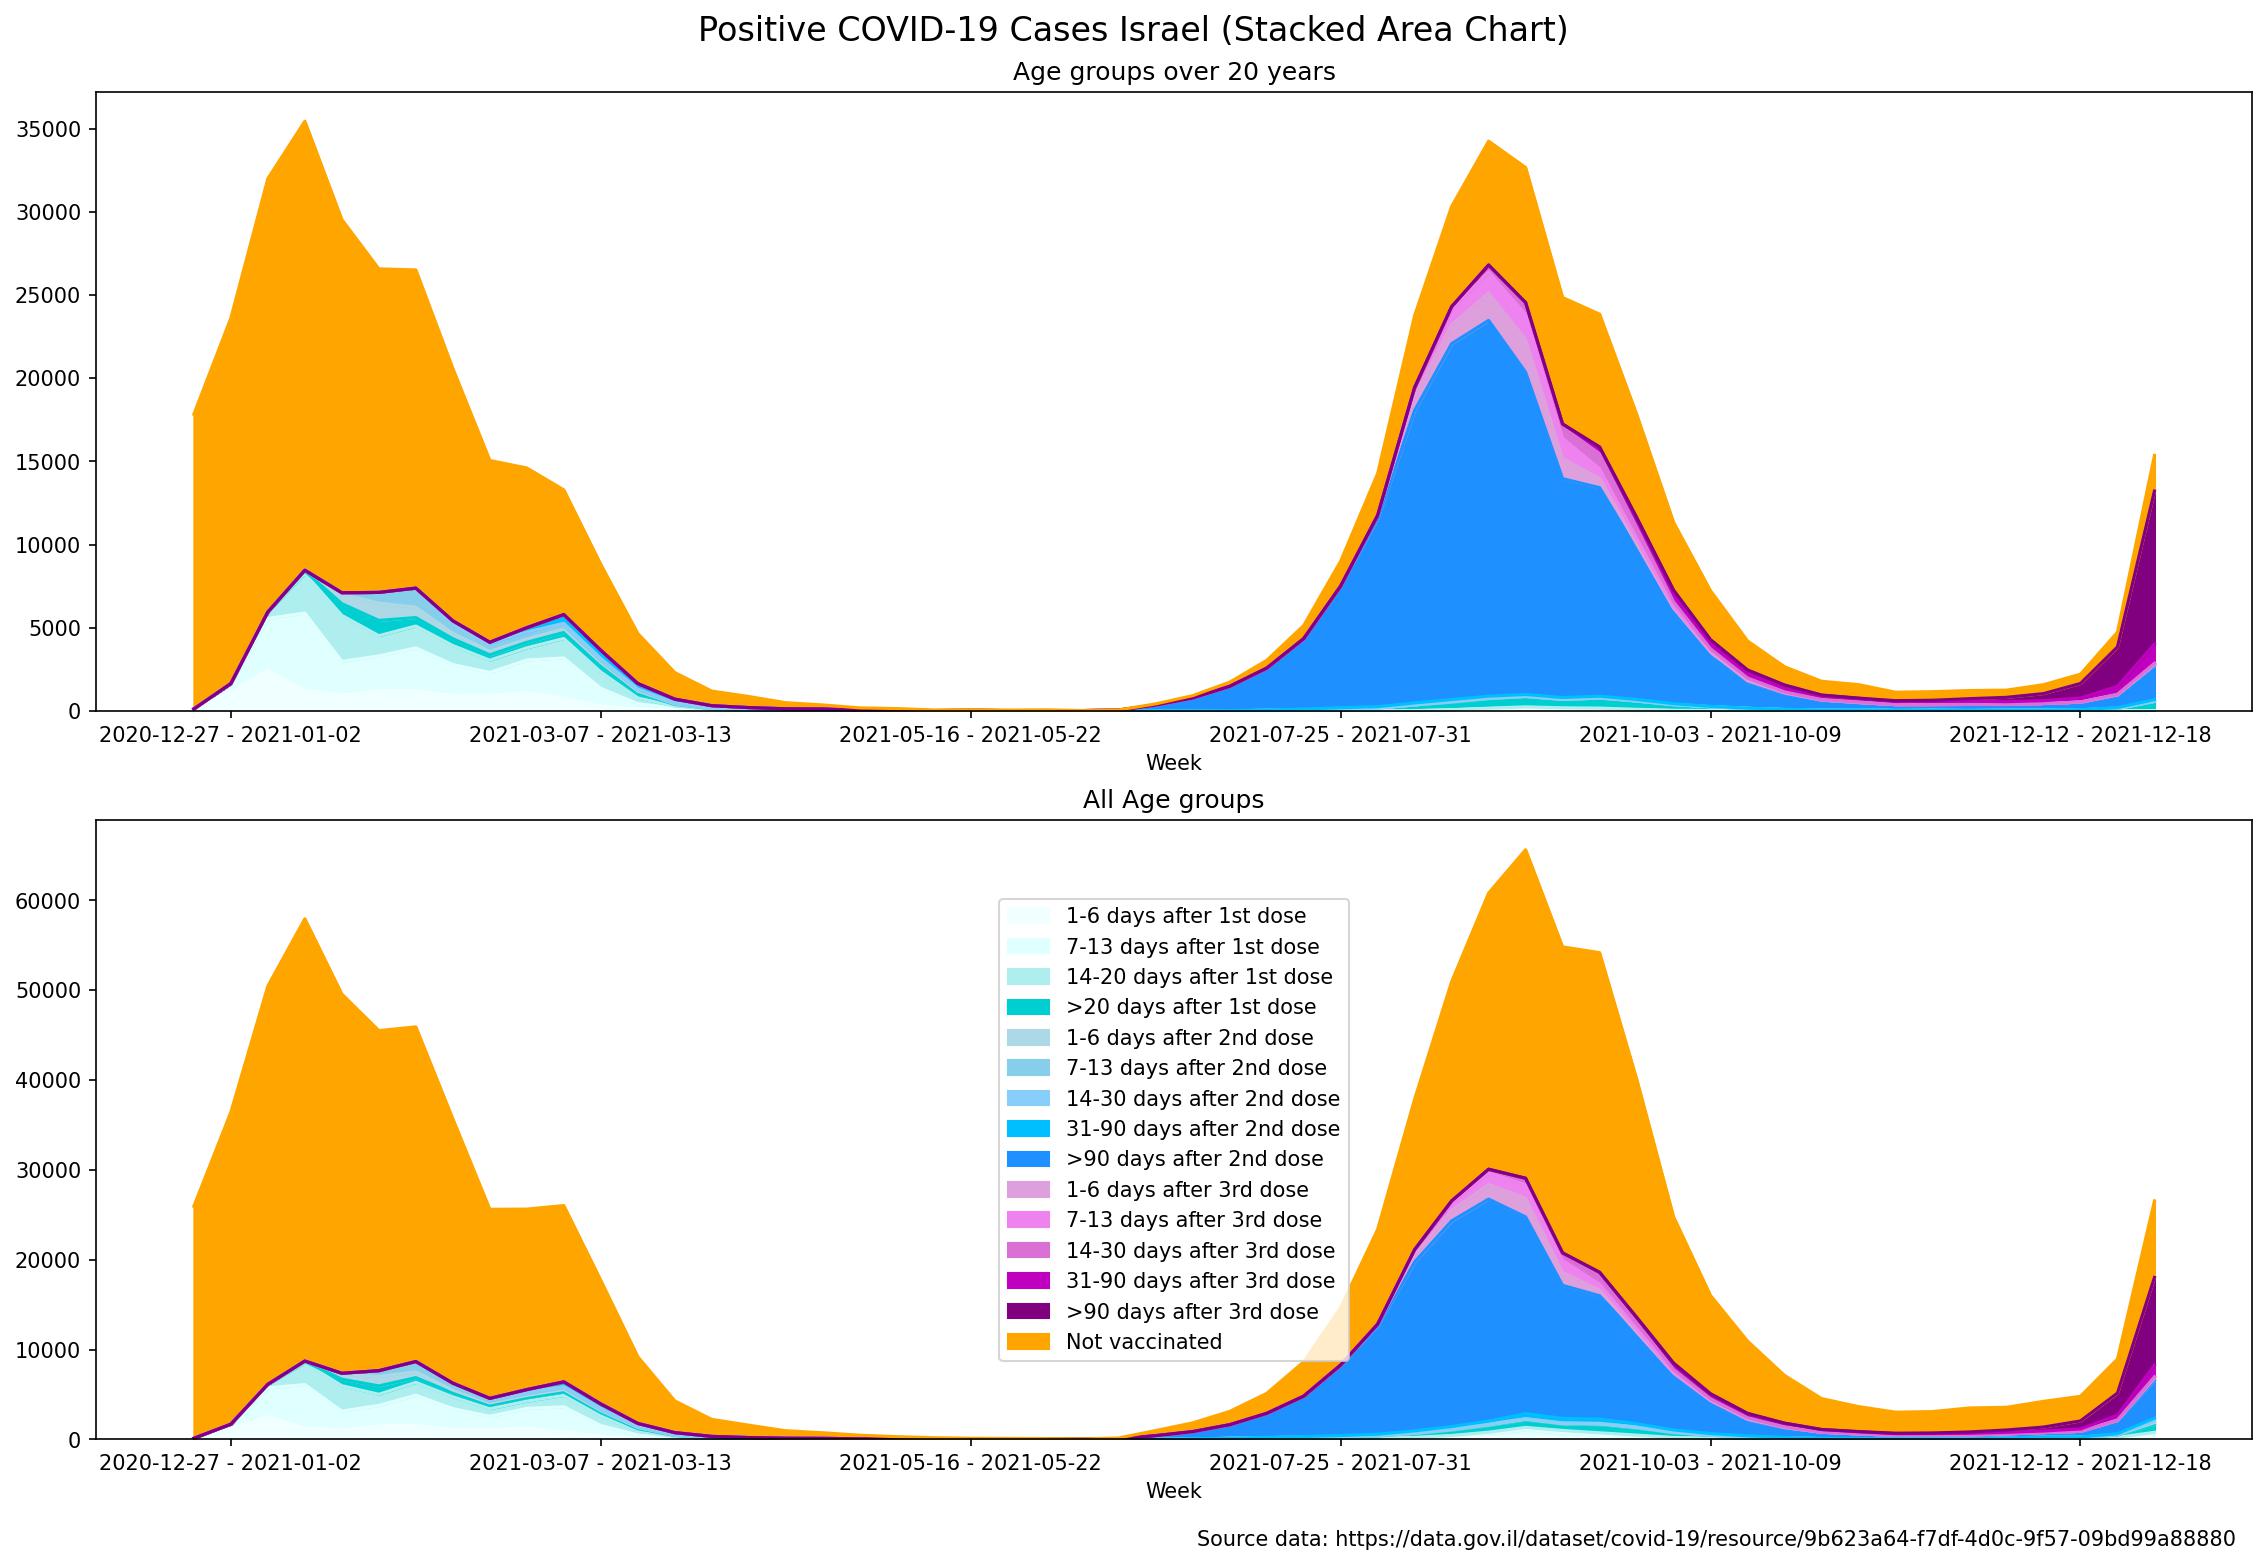 Positive COVID-19 Cases Israel (Stacked Area Chart)
Age groups over 20 years
35000
30000
25000
20000
15000
10000
5000
0
2020-12-27 - 2021-01-02
2021-03-07 - 2021-03-13
2021-05-16 - 2021-05-22
2021-07-25 - 2021-07-31
2021-10-03 - 2021-10-09
2021-12-12 - 2021-12-18
Week
All Age groups
60000
50000
40000
30000
20000
10000
0
1-6 days after 1st dose
7-13 days after 1st dose
14-20 days after 1st dose
>20 days after 1st dose
1-6 days after 2nd dose
7-13 days after 2nd dose
14-30 days after 2nd dose
31-90 days after 2nd dose
>90 days after 2nd dose
1-6 days after 3rd dose
7-13 days after 3rd dose
14-30 days after 3rd dose
31-90 days after 3rd dose
>90 days after 3rd dose
Not vaccinated
2020-12-27 - 2021-01-02
2021-03-07 - 2021-03-13
2021-05-16 - 2021-05-22
2021-07-25 - 2021-07-31
2021-10-03 - 2021-10-09
2021-12-12 - 2021-12-18
Week
Source data: https://data.gov.il/dataset/covid-19/resource/9b623a64-f7df-4d0c-9f57-09bd99a88880